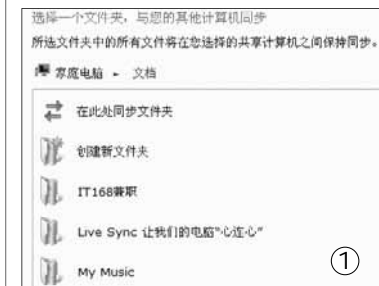 选择一个文件夹，与您的其他计算机同步
所选文件夹中的所有文件将在您选择的共享计算机之间保持同步。
家庭电脑 ▸ 文档
在此处同步文件夹
创建新文件夹
IT168兼职
Live Sync 让我们的电脑“心连心”
My Music
①